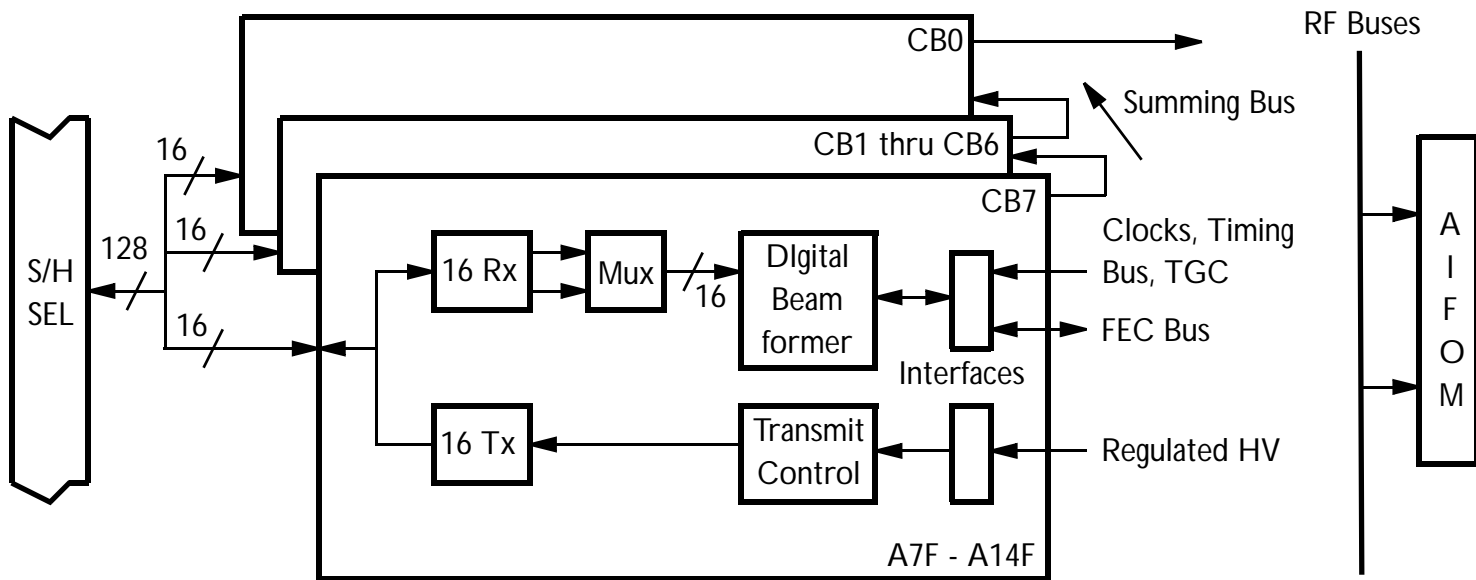 CB0
RF Buses
Summing Bus
16
CB1 thru CB6
CB7
16
128
S/H
SEL
16
16 Rx
Mux
16
DIgital
Beam
former
Clocks, Timing
Bus, TGC
FEC Bus
Interfaces
16 Tx
Transmit
Control
Regulated HV
A7F - A14F
A
I
F
O
M